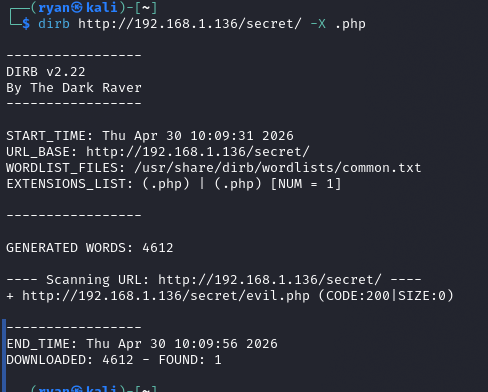 ┌──(ryan㉿kali)-[~]
└─$ dirb http://192.168.1.136/secret/ -X .php
-----------------
DIRB v2.22
By The Dark Raver
-----------------
START_TIME: Thu Apr 30 10:09:31 2026
URL_BASE: http://192.168.1.136/secret/
WORDLIST_FILES: /usr/share/dirb/wordlists/common.txt
EXTENSIONS_LIST: (.php) | (.php) [NUM = 1]
-----------------
GENERATED WORDS: 4612
---- Scanning URL: http://192.168.1.136/secret/ ----
+ http://192.168.1.136/secret/evil.php (CODE:200|SIZE:0)
-----------------
END_TIME: Thu Apr 30 10:09:56 2026
DOWNLOADED: 4612 - FOUND: 1
┌──(ryan㉿kali)-[~]